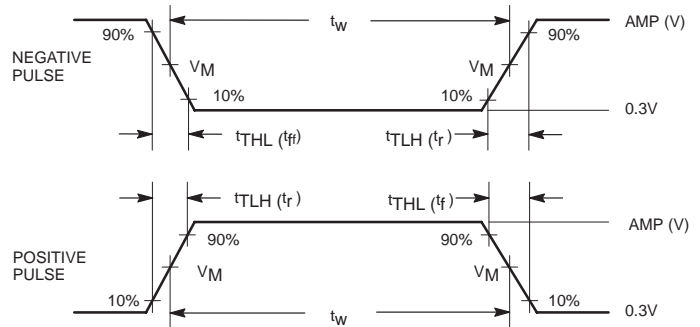 tw
AMP (V)
90%
90%
NEGATIVE
PULSE
VM
VM
10%
10%
0.3V
tTHL (tff)
tTLH (tr)
tTLH (tr)
tTHL (tf)
AMP (V)
90%
90%
POSITIVE
PULSE
VM
VM
10%
10%
tw
0.3V